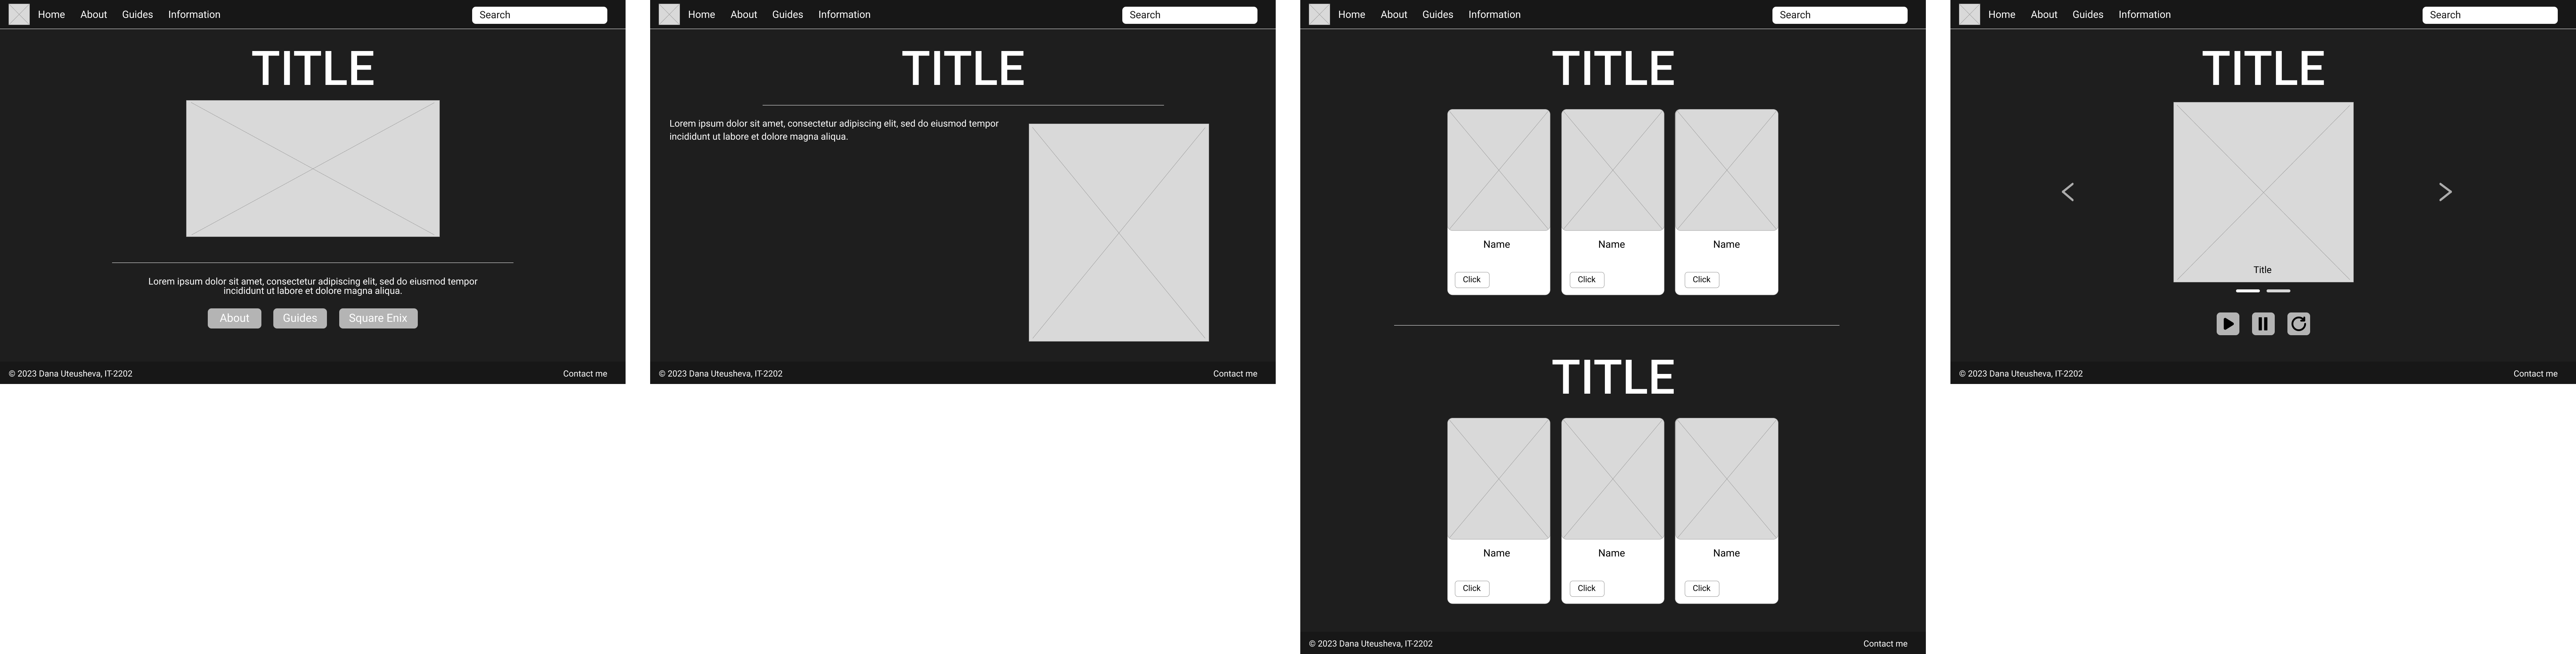 Home About Guides Information Search
TITLE
Lorem ipsum dolor sit amet, consectetur adipiscing elit, sed do eiusmod tempor
incididunt ut labore et dolore magna aliqua.
About Guides Square Enix
© 2023 Dana Uteusheva, IT-2202 Contact me
Home About Guides Information Search
TITLE
Lorem ipsum dolor sit amet, consectetur adipiscing elit, sed do eiusmod tempor
incididunt ut labore et dolore magna aliqua.
© 2023 Dana Uteusheva, IT-2202 Contact me
Home About Guides Information Search
TITLE
Name Name Name
Click Click Click
TITLE
Name Name Name
Click Click Click
© 2023 Dana Uteusheva, IT-2202 Contact me
Home About Guides Information Search
TITLE
Title
© 2023 Dana Uteusheva, IT-2202 Contact me